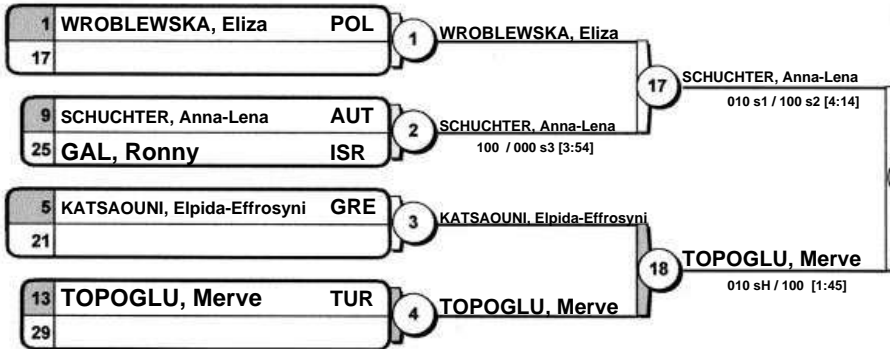 1 WROBLEWSKA, Eliza POL
17
1 WROBLEWSKA, Eliza
9 SCHUCHTER, Anna-Lena AUT
25 GAL, Ronny ISR
2 SCHUCHTER, Anna-Lena
100 / 000 s3 [3:54]
17 SCHUCHTER, Anna-Lena
010 s1 / 100 s2 [4:14]
5 KATSAOUNI, Elpida-Effrosyni GRE
21
3 KATSAOUNI, Elpida-Effrosyni
13 TOPOGLU, Merve TUR
29
4 TOPOGLU, Merve
18 TOPOGLU, Merve
010 sH / 100 [1:45]